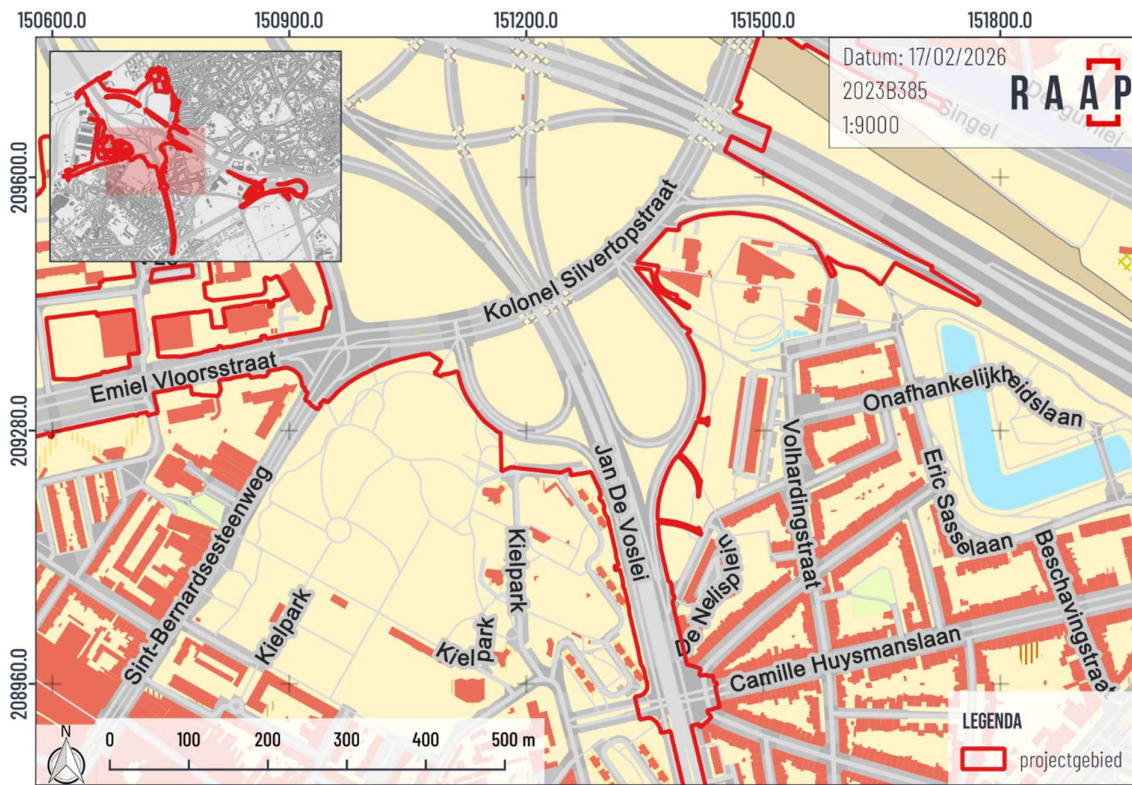 150600.0
150900.0
151200.0
151500.0
151800.0
Datum: 17/02/2026
2023B385
1:9000
RAAP
Singel
Desguinlei
209600.0
Kolonel Silvertopstraat
Emiel Vloorsstraat
Onafhankelijkheidslaan
209280.0
Jan De Voslei
Volhardingstraat
Eric Sasselaan
Sint-Bernardsesteenweg
Kielpark
De Nelisplein
Beschavingstraat
Kielpark
Kielpark
Camille Huysmanslaan
208960.0
LEGENDA
projectgebied
N
0 100 200 300 400 500 m